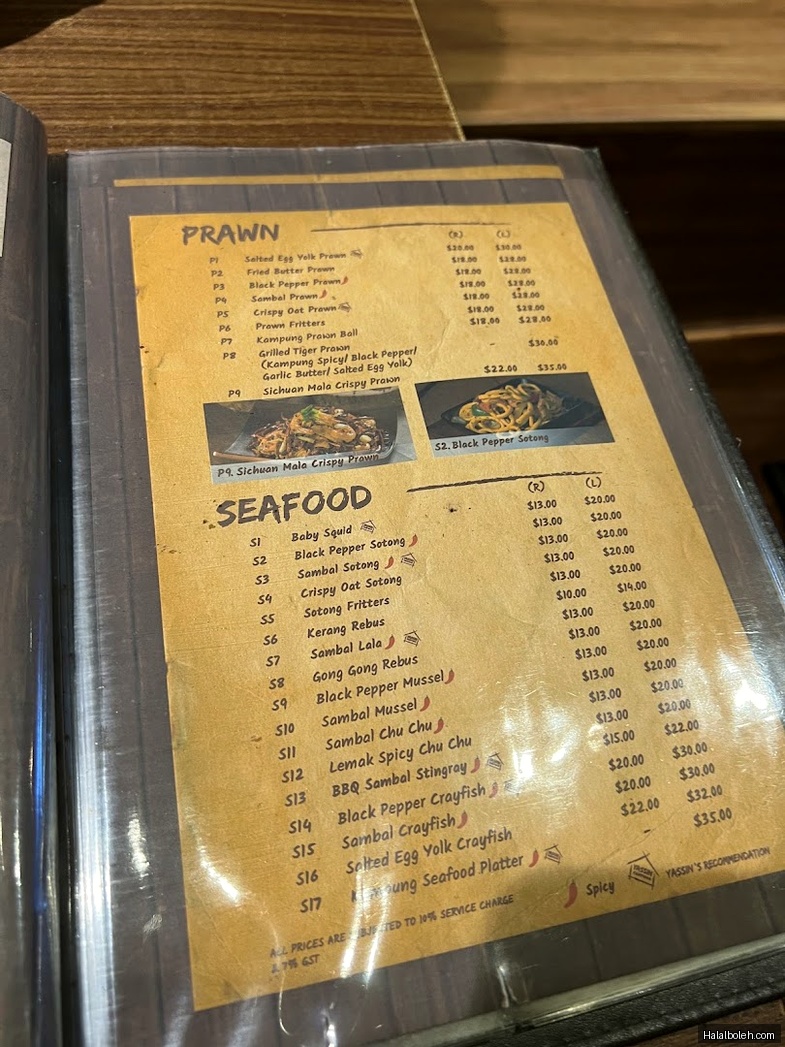 PRAWN (R) (L)
P1 Salted Egg Yolk Prawn $20.00 $30.00
P2 Fried Butter Prawn $18.00 $28.00
P3 Black Pepper Prawn $18.00 $28.00
P4 Sambal Prawn $18.00 $28.00
P5 Crispy Oat Prawn $18.00 $28.00
P6 Prawn Fritters $18.00 $28.00
P7 Kampung Prawn Ball $18.00 $28.00
P8 Grilled Tiger Prawn - $30.00
(Kampung Spicy/ Black Pepper/
Garlic Butter/ Salted Egg Yolk)
P9 Sichuan Mala Crispy Prawn $22.00 $35.00
P9. Sichuan Mala Crispy Prawn
S2. Black Pepper Sotong
SEAFOOD (R) (L)
S1 Baby Squid $13.00 $20.00
S2 Black Pepper Sotong $13.00 $20.00
S3 Sambal Sotong $13.00 $20.00
S4 Crispy Oat Sotong $13.00 $20.00
S5 Sotong Fritters $13.00 $20.00
S6 Kerang Rebus $10.00 $14.00
S7 Sambal Lala $13.00 $20.00
S8 Gong Gong Rebus $13.00 $20.00
S9 Black Pepper Mussel $13.00 $20.00
S10 Sambal Mussel $13.00 $20.00
S11 Sambal Chu Chu $13.00 $20.00
S12 Lemak Spicy Chu Chu $13.00 $20.00
S13 BBQ Sambal Stingray $15.00 $22.00
S14 Black Pepper Crayfish $20.00 $30.00
S15 Sambal Crayfish $20.00 $30.00
S16 Salted Egg Yolk Crayfish $22.00 $32.00
S17 Kampung Seafood Platter - $35.00
Spicy YASSIN'S RECOMMENDATION
ALL PRICES ARE SUBJECTED TO 10% SERVICE CHARGE
& 7% GST
Halalboleh.com